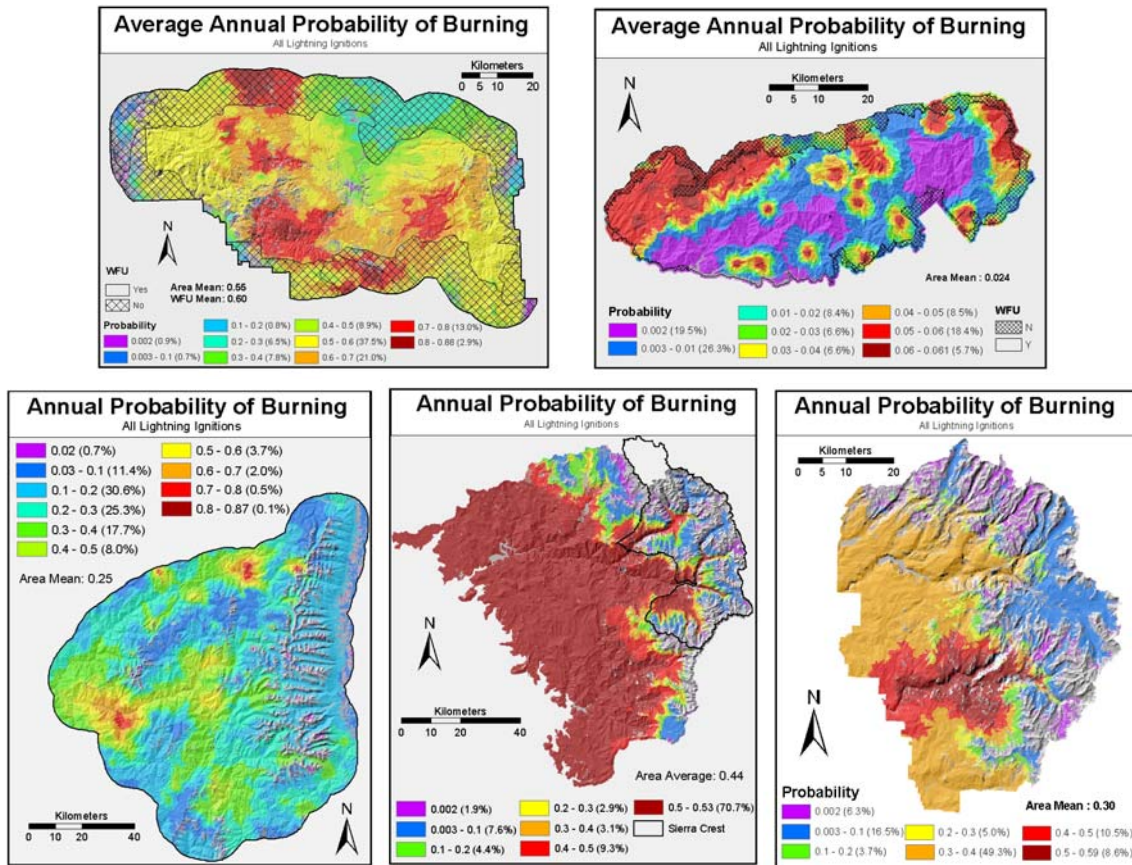 Average Annual Probability of Burning
All Lightning Ignitions
Kilometers
0 5 10 20
N
WFU
Yes
No
Area Mean: 0.55
WFU Mean: 0.60
Probability
0.002 (0.9%)
0.003 - 0.1 (0.7%)
0.1 - 0.2 (0.8%)
0.2 - 0.3 (6.5%)
0.3 - 0.4 (7.8%)
0.4 - 0.5 (8.9%)
0.5 - 0.6 (37.5%)
0.6 - 0.7 (21.0%)
0.7 - 0.8 (13.0%)
0.8 - 0.88 (2.9%)
Average Annual Probability of Burning
All Lightning Ignitions
Kilometers
0 5 10 20
N
Area Mean : 0.024
Probability
0.002 (19.5%)
0.003 - 0.01 (26.3%)
0.01 - 0.02 (8.4%)
0.02 - 0.03 (6.6%)
0.03 - 0.04 (6.6%)
0.04 - 0.05 (8.5%)
0.05 - 0.06 (18.4%)
0.06 - 0.061 (5.7%)
WFU
N
Y
Annual Probability of Burning
All Lightning Ignitions
0.02 (0.7%)
0.03 - 0.1 (11.4%)
0.1 - 0.2 (30.6%)
0.2 - 0.3 (25.3%)
0.3 - 0.4 (17.7%)
0.4 - 0.5 (8.0%)
0.5 - 0.6 (3.7%)
0.6 - 0.7 (2.0%)
0.7 - 0.8 (0.5%)
0.8 - 0.87 (0.1%)
Area Mean: 0.25
Kilometers
0 10 20 40
N
Annual Probability of Burning
All Lightning Ignitions
N
Kilometers
0 10 20 40
Area Average: 0.44
0.002 (1.9%)
0.003 - 0.1 (7.6%)
0.1 - 0.2 (4.4%)
0.2 - 0.3 (2.9%)
0.3 - 0.4 (3.1%)
0.4 - 0.5 (9.3%)
0.5 - 0.53 (70.7%)
Sierra Crest
Annual Probability of Burning
All Lightning Ignitions
Kilometers
0 5 10 20
N
Probability
Area Mean : 0.30
0.002 (6.3%)
0.003 - 0.1 (16.5%)
0.1 - 0.2 (3.7%)
0.2 - 0.3 (5.0%)
0.3 - 0.4 (49.3%)
0.4 - 0.5 (10.5%)
0.5 - 0.59 (8.6%)